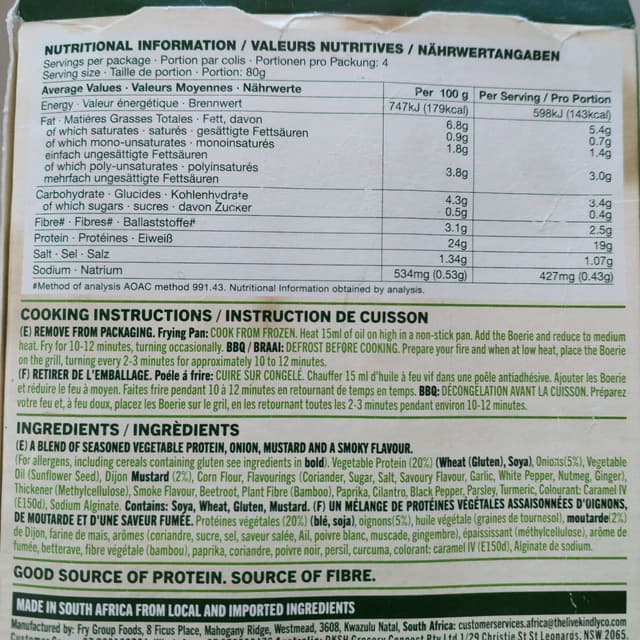 NUTRITIONAL INFORMATION / VALEURS NUTRITIVES / NÄHRWERTANGABEN
Servings per package · Portion par colis · Portionen pro Packung: 4
Serving size · Taille de portion · Portion: 80g
Average Values · Valeurs Moyennes · Nährwerte Per 100 g Per Serving / Pro Portion
Energy · Valeur énergétique · Brennwert 747kJ (179kcal) 598kJ (143kcal)
Fat · Matières Grasses Totales · Fett, davon 6.8g 5.4g
of which saturates · saturés · gesättigte Fettsäuren 0.9g 0.7g
of which mono-unsaturates · monoinsaturés 1.8g 1.4g
einfach ungesättigte Fettsäuren
of which poly-unsaturates · polyinsaturés 3.8g 3.0g
mehrfach ungesättigte Fettsäuren
Carbohydrate · Glucides · Kohlenhydrate 4.3g 3.4g
of which sugars · sucres · davon Zucker 0.5g 0.4g
Fibre# · Fibres# · Ballaststoffe# 3.1g 2.5g
Protein · Protéines · Eiweiß 24g 19g
Salt · Sel · Salz 1.34g 1.07g
Sodium · Natrium 534mg (0.53g) 427mg (0.43g)
#Method of analysis AOAC method 991.43. Nutritional Information obtained by analysis.
COOKING INSTRUCTIONS / INSTRUCTION DE CUISSON
(E) REMOVE FROM PACKAGING. Frying Pan: COOK FROM FROZEN. Heat 15ml of oil on high in a non-stick pan. Add the Boerie and reduce to medium
heat. Fry for 10-12 minutes, turning occasionally. BBQ / BRAAI: DEFROST BEFORE COOKING. Prepare your fire and when at low heat, place the Boerie
on the grill, turning every 2-3 minutes for approximately 10 to 12 minutes.
(F) RETIRER DE L'EMBALLAGE. Poéle á frire: CUIRE SUR CONGELÉ. Chauffer 15 ml d'huile à feu vif dans une poêle antiadhésive. Ajouter les Boerie
et réduire le feu à moyen. Faites frire pendant 10 à 12 minutes en retournant de temps en temps. BBQ: DÉCONGÉLATION AVANT LA CUISSON. Préparez
votre feu et, à feu doux, placez les Boerie sur le gril, en les retournant toutes les 2-3 minutes pendant environ 10-12 minutes.
INGREDIENTS / INGRÈDIENTS
(E) A BLEND OF SEASONED VEGETABLE PROTEIN, ONION, MUSTARD AND A SMOKY FLAVOUR.
(For allergens, including cereals containing gluten see ingredients in bold). Vegetable Protein (20%) (Wheat (Gluten), Soya), Onions(5%), Vegetable
Oil (Sunflower Seed), Dijon Mustard (2%), Corn Flour, Flavourings (Coriander, Sugar, Salt, Savoury Flavour, Garlic, White Pepper, Nutmeg, Ginger),
Thickener (Methylcellulose), Smoke Flavour, Beetroot, Plant Fibre (Bamboo), Paprika, Cilantro, Black Pepper, Parsley, Turmeric, Colourant: Caramel IV
(E150d), Sodium Alginate. Contains: Soya, Wheat, Gluten, Mustard. (F) UN MÉLANGE DE PROTÉINES VÉGÉTALES ASSAISONNÉES D'OIGNONS,
DE MOUTARDE ET D'UNE SAVEUR FUMÉE. Protéines végétales (20%) (blé, soja), oignons(5%), huile végétale (graines de tournesol), moutarde(2%)
de Dijon, farine de maïs, arômes (coriandre, sucre, sel, saveur salée, Ail, poivre blanc, muscade, gingembre), épaississant (méthylcellulose), arôme de
fumée, betterave, fibre végétale (bambou), paprika, coriandre, poivre noir, persil, curcuma, colorant: caramel IV (E150d), Alginate de sodium.
GOOD SOURCE OF PROTEIN. SOURCE OF FIBRE.
MADE IN SOUTH AFRICA FROM LOCAL AND IMPORTED INGREDIENTS
Manufactured by: Fry Group Foods, 8 Ficus Place, Mahogany Ridge, Westmead, 3608, Kwazulu Natal, South Africa: customerservices.africa@thelivekindlyco.com
DKSH Grocery Connect Pty Ltd 1/29 Christie St St Leonards, NSW 2065